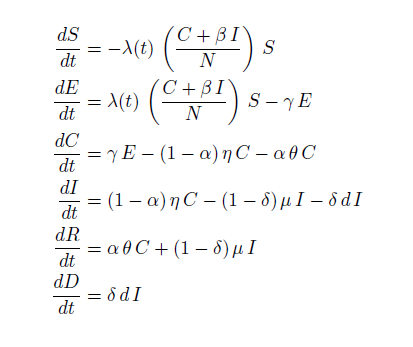 dS/dt = −λ(t) ((C + β I)/N) S
dE/dt = λ(t) ((C + β I)/N) S − γ E
dC/dt = γ E − (1 − α) η C − α θ C
dI/dt = (1 − α) η C − (1 − δ) μ I − δ d I
dR/dt = α θ C + (1 − δ) μ I
dD/dt = δ d I